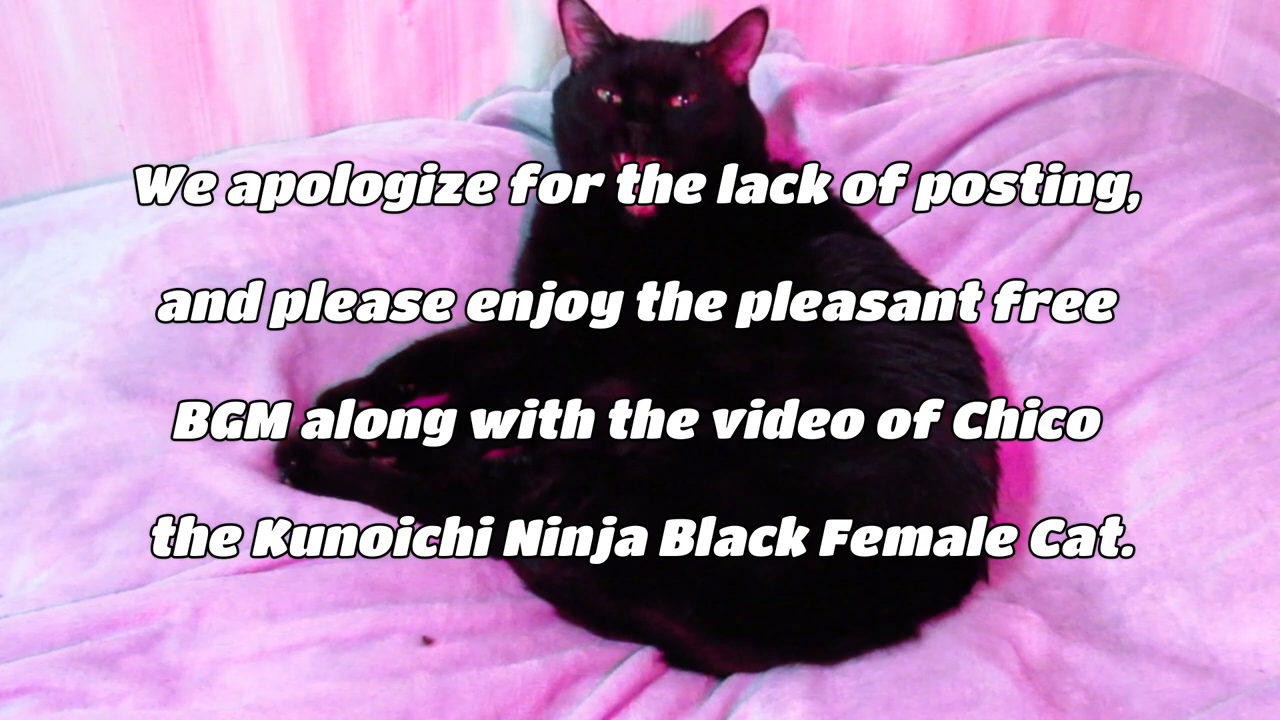 We apologize for the lack of posting,
and please enjoy the pleasant free
BGM along with the video of Chico
the Kunoichi Ninja Black Female Cat.